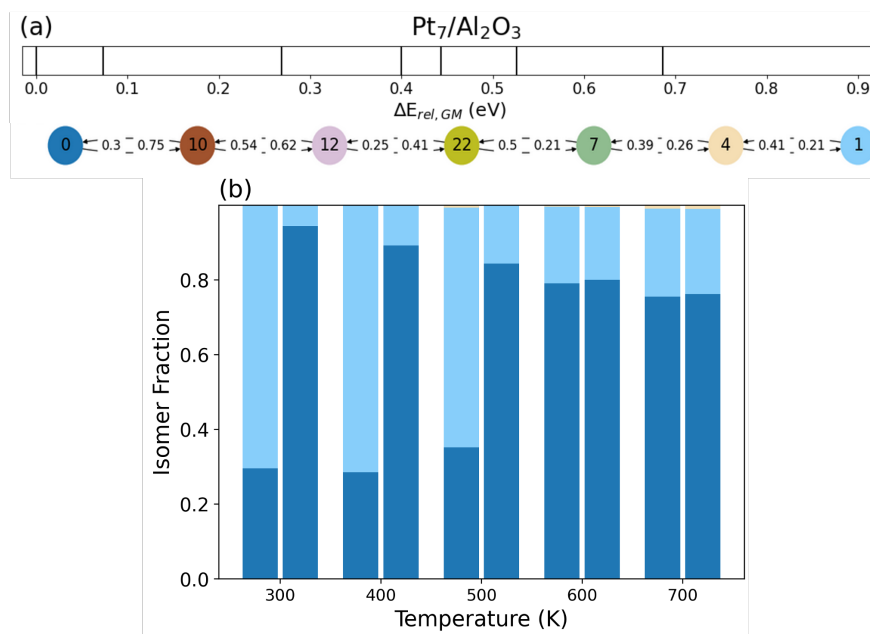 (a) Pt₇/Al₂O₃
0.0 0.1 0.2 0.3 0.4 0.5 0.6 0.7 0.8 0.9
ΔE_rel,GM (eV)
0 0.3 0.75 10 0.54 0.62 12 0.25 0.41 22 0.5 0.21 7 0.39 0.26 4 0.41 0.21 1
(b)
0.8
0.6
0.4
0.2
0.0
Isomer Fraction
300 400 500 600 700
Temperature (K)